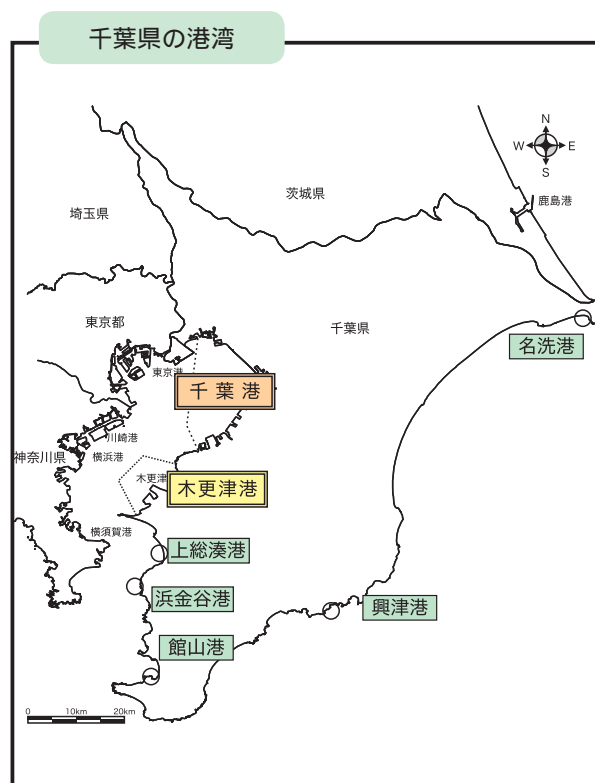 千葉県の港湾
N
W
E
S
茨城県
鹿島港
埼玉県
東京都
千葉県
名洗港
東京港
千葉港
川崎港
神奈川県
横浜港
木更津
木更津港
横須賀港
上総湊港
浜金谷港
興津港
館山港
0
10km
20km